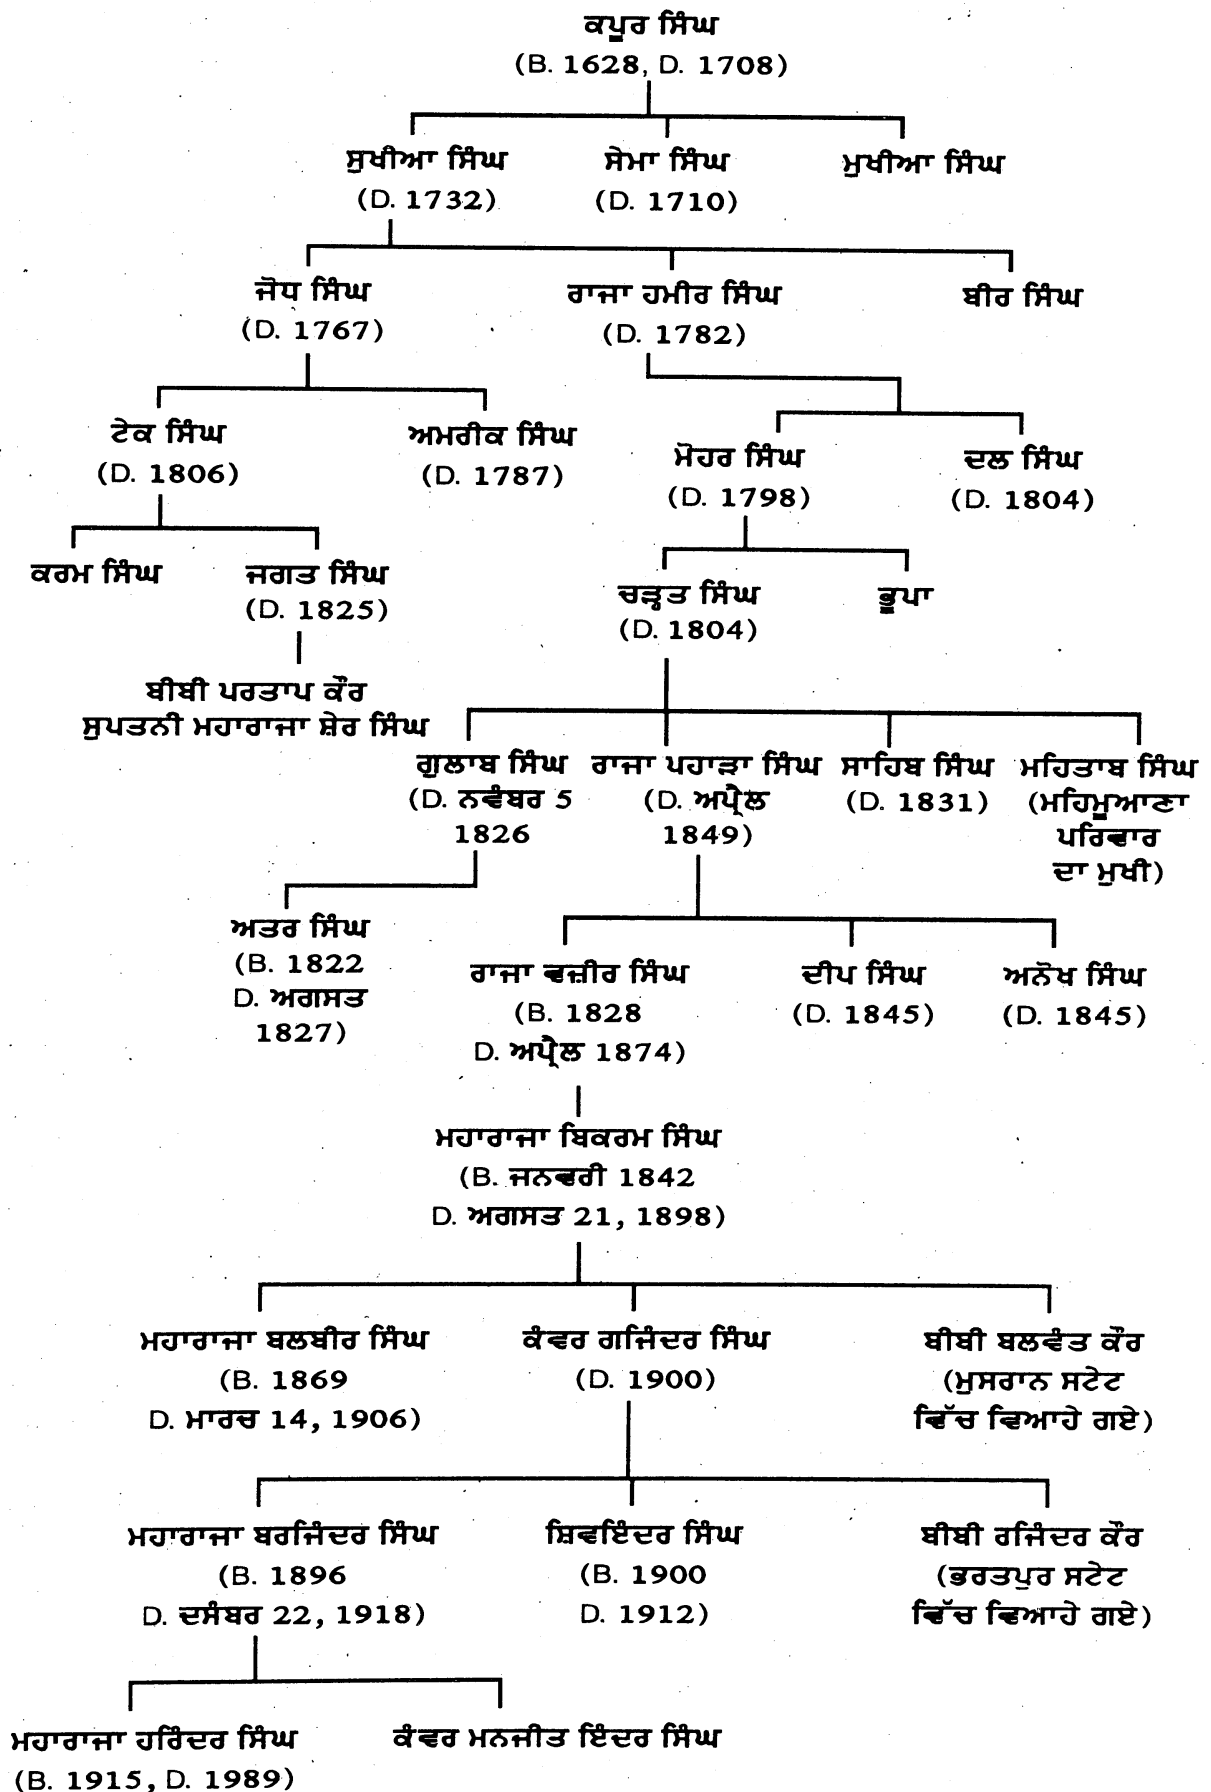 ਕਪੂਰ ਸਿੰਘ
(B. 1628, D. 1708)
ਸੁਖੀਆ ਸਿੰਘ
(D. 1732)
ਸੇਮਾ ਸਿੰਘ
(D. 1710)
ਮੁਖੀਆ ਸਿੰਘ
ਜੋਧ ਸਿੰਘ
(D. 1767)
ਰਾਜਾ ਹਮੀਰ ਸਿੰਘ
(D. 1782)
ਬੀਰ ਸਿੰਘ
ਟੇਕ ਸਿੰਘ
(D. 1806)
ਅਮਰੀਕ ਸਿੰਘ
(D. 1787)
ਮੋਹਰ ਸਿੰਘ
(D. 1798)
ਦਲ ਸਿੰਘ
(D. 1804)
ਕਰਮ ਸਿੰਘ
ਜਗਤ ਸਿੰਘ
(D. 1825)
ਚੜ੍ਹਤ ਸਿੰਘ
(D. 1804)
ਭੂਪਾ
ਬੀਬੀ ਪਰਤਾਪ ਕੌਰ
ਸੁਪਤਨੀ ਮਹਾਰਾਜਾ ਸ਼ੇਰ ਸਿੰਘ
ਗੁਲਾਬ ਸਿੰਘ
(D. ਨਵੰਬਰ 5
1826
ਰਾਜਾ ਪਹਾੜਾ ਸਿੰਘ
(D. ਅਪ੍ਰੈਲ
1849)
ਸਾਹਿਬ ਸਿੰਘ
(D. 1831)
ਮਹਿਤਾਬ ਸਿੰਘ
(ਮਹਿਮੂਆਣਾ
ਪਰਿਵਾਰ
ਦਾ ਮੁਖੀ)
ਅਤਰ ਸਿੰਘ
(B. 1822
D. ਅਗਸਤ
1827)
ਰਾਜਾ ਵਜ਼ੀਰ ਸਿੰਘ
(B. 1828
D. ਅਪ੍ਰੈਲ 1874)
ਦੀਪ ਸਿੰਘ
(D. 1845)
ਅਨੋਖ ਸਿੰਘ
(D. 1845)
ਮਹਾਰਾਜਾ ਬਿਕਰਮ ਸਿੰਘ
(B. ਜਨਵਰੀ 1842
D. ਅਗਸਤ 21, 1898)
ਮਹਾਰਾਜਾ ਬਲਬੀਰ ਸਿੰਘ
(B. 1869
D. ਮਾਰਚ 14, 1906)
ਕੰਵਰ ਗਜਿੰਦਰ ਸਿੰਘ
(D. 1900)
ਬੀਬੀ ਬਲਵੰਤ ਕੌਰ
(ਮੁਸਰਾਨ ਸਟੇਟ
ਵਿੱਚ ਵਿਆਹੇ ਗਏ)
ਮਹਾਰਾਜਾ ਬਰਜਿੰਦਰ ਸਿੰਘ
(B. 1896
D. ਦਸੰਬਰ 22, 1918)
ਸ਼ਿਵਇੰਦਰ ਸਿੰਘ
(B. 1900
D. 1912)
ਬੀਬੀ ਰਜਿੰਦਰ ਕੌਰ
(ਭਰਤਪੁਰ ਸਟੇਟ
ਵਿੱਚ ਵਿਆਹੇ ਗਏ)
ਮਹਾਰਾਜਾ ਹਰਿੰਦਰ ਸਿੰਘ
(B. 1915, D. 1989)
ਕੰਵਰ ਮਨਜੀਤ ਇੰਦਰ ਸਿੰਘ